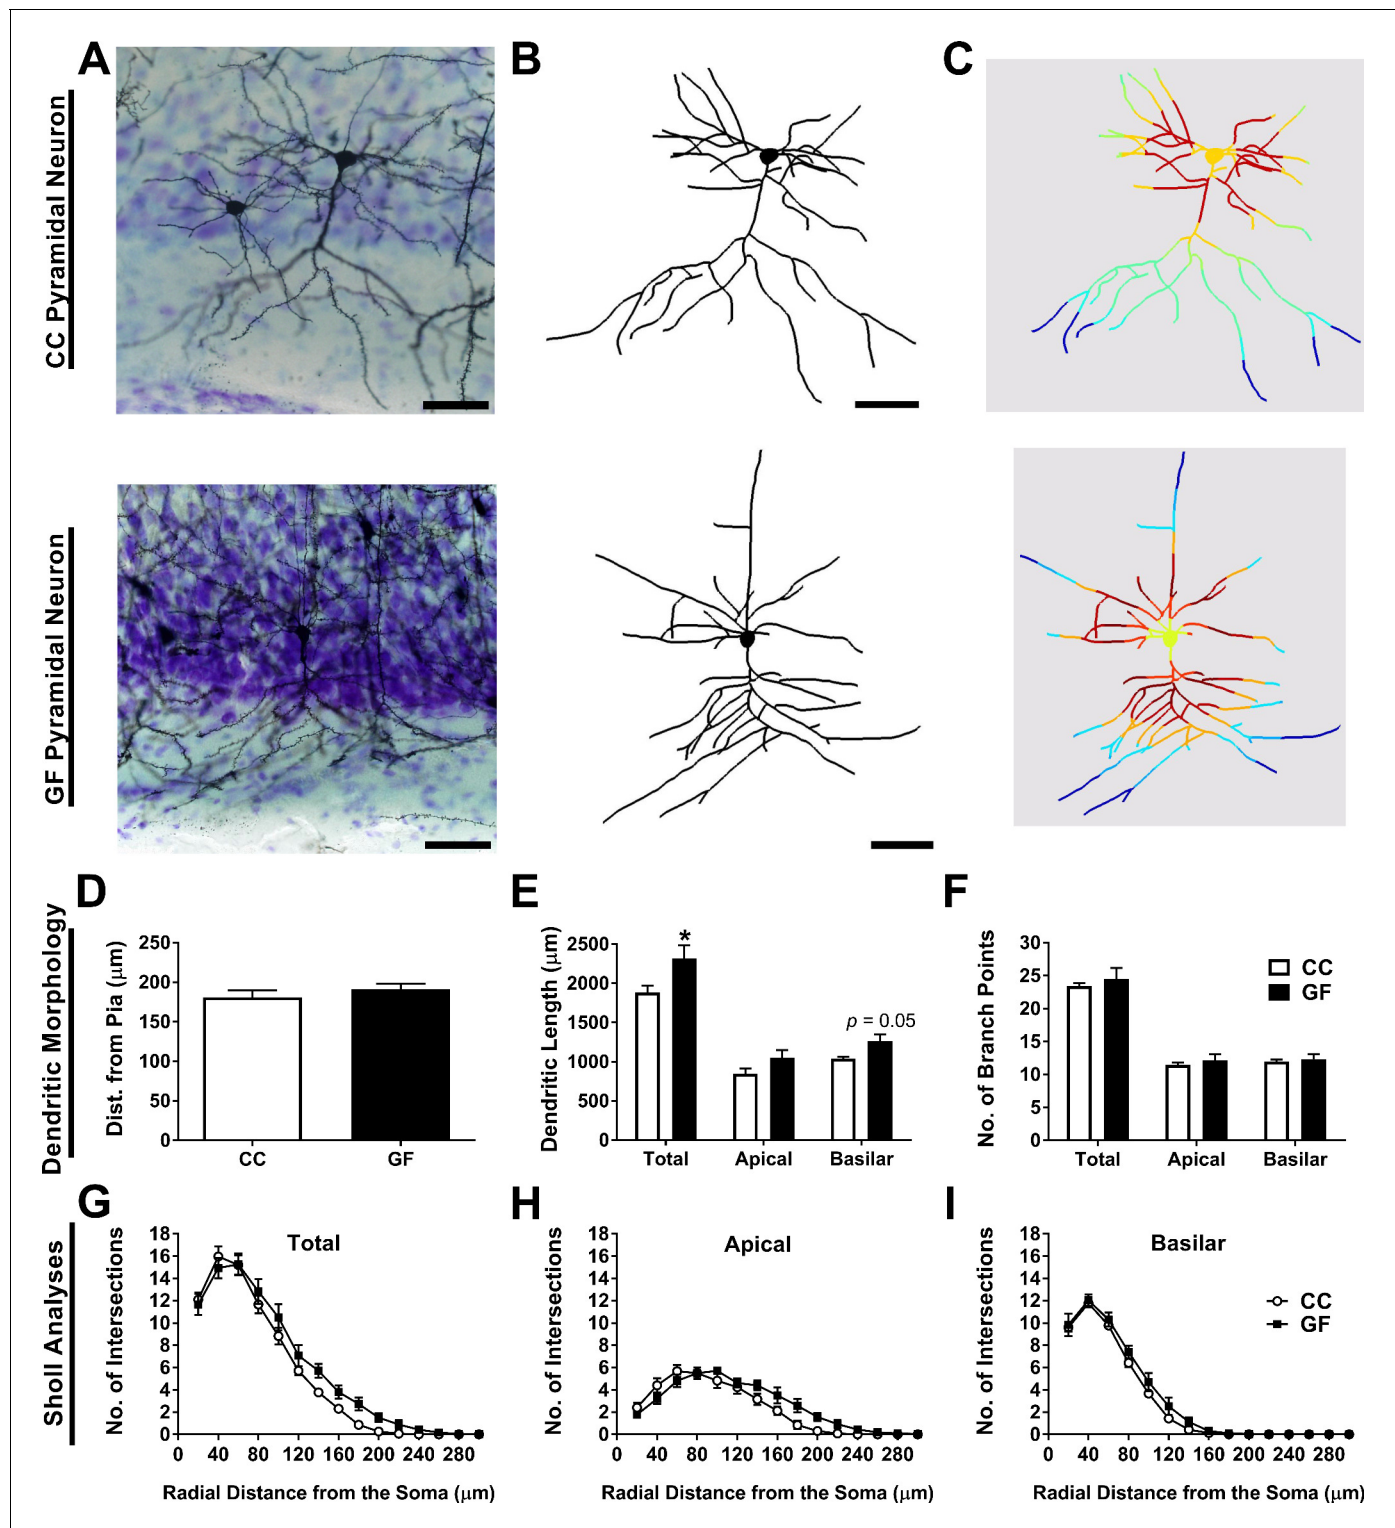 A
B
C
CC Pyramidal Neuron
GF Pyramidal Neuron
Dendritic Morphology
D
Dist. from Pia (μm)
250
200
150
100
50
0
CC
GF
E
Dendritic Length (μm)
2500
2000
1500
1000
500
0
*
p = 0.05
Total
Apical
Basilar
F
No. of Branch Points
30
25
20
15
10
5
0
CC
GF
Total
Apical
Basilar
Sholl Analyses
G
Total
No. of Intersections
18
16
14
12
10
8
6
4
2
0
0 40 80 120 160 200 240 280
Radial Distance from the Soma (μm)
H
Apical
No. of Intersections
18
16
14
12
10
8
6
4
2
0
0 40 80 120 160 200 240 280
Radial Distance from the Soma (μm)
I
Basilar
No. of Intersections
18
16
14
12
10
8
6
4
2
0
CC
GF
0 40 80 120 160 200 240 280
Radial Distance from the Soma (μm)